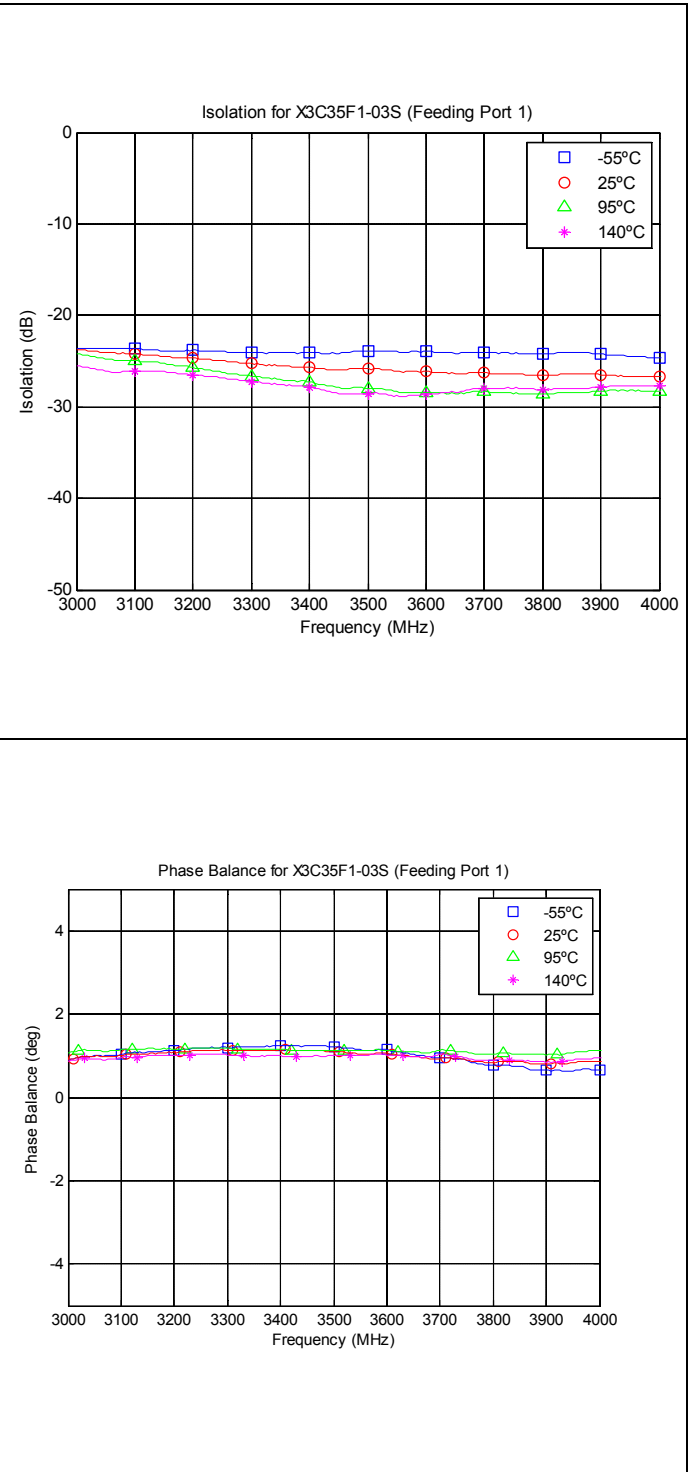 Isolation for X3C35F1-03S (Feeding Port 1)
0
-10
-20
-30
-40
-50
Isolation (dB)
-55ºC
25ºC
95ºC
140ºC
3000 3100 3200 3300 3400 3500 3600 3700 3800 3900 4000
Frequency (MHz)
Phase Balance for X3C35F1-03S (Feeding Port 1)
4
2
0
-2
-4
Phase Balance (deg)
-55ºC
25ºC
95ºC
140ºC
3000 3100 3200 3300 3400 3500 3600 3700 3800 3900 4000
Frequency (MHz)